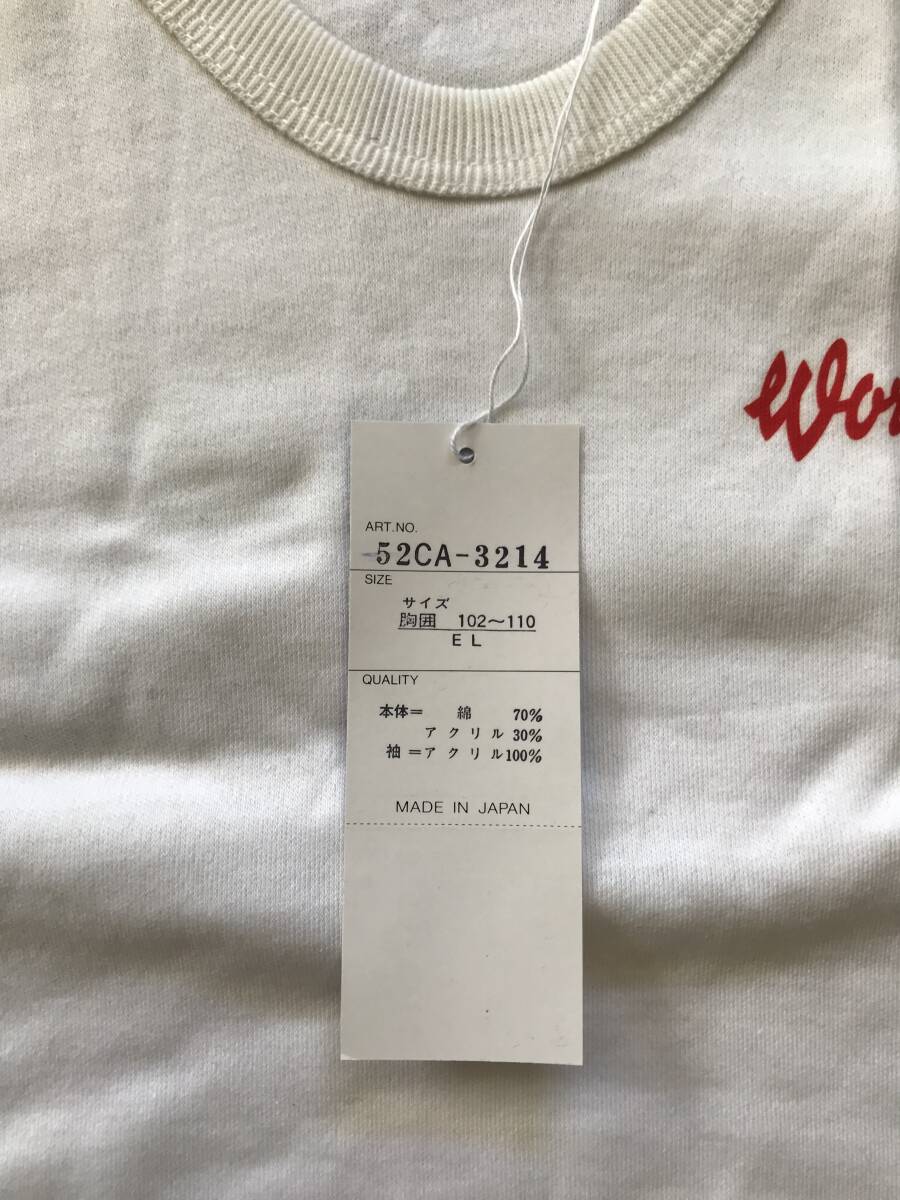 Wor
ART.NO.
52CA-3214
SIZE
サイズ
胸囲 102〜110
EL
QUALITY
本体＝ 綿 70%
アクリル 30%
袖＝アクリル100%
MADE IN JAPAN